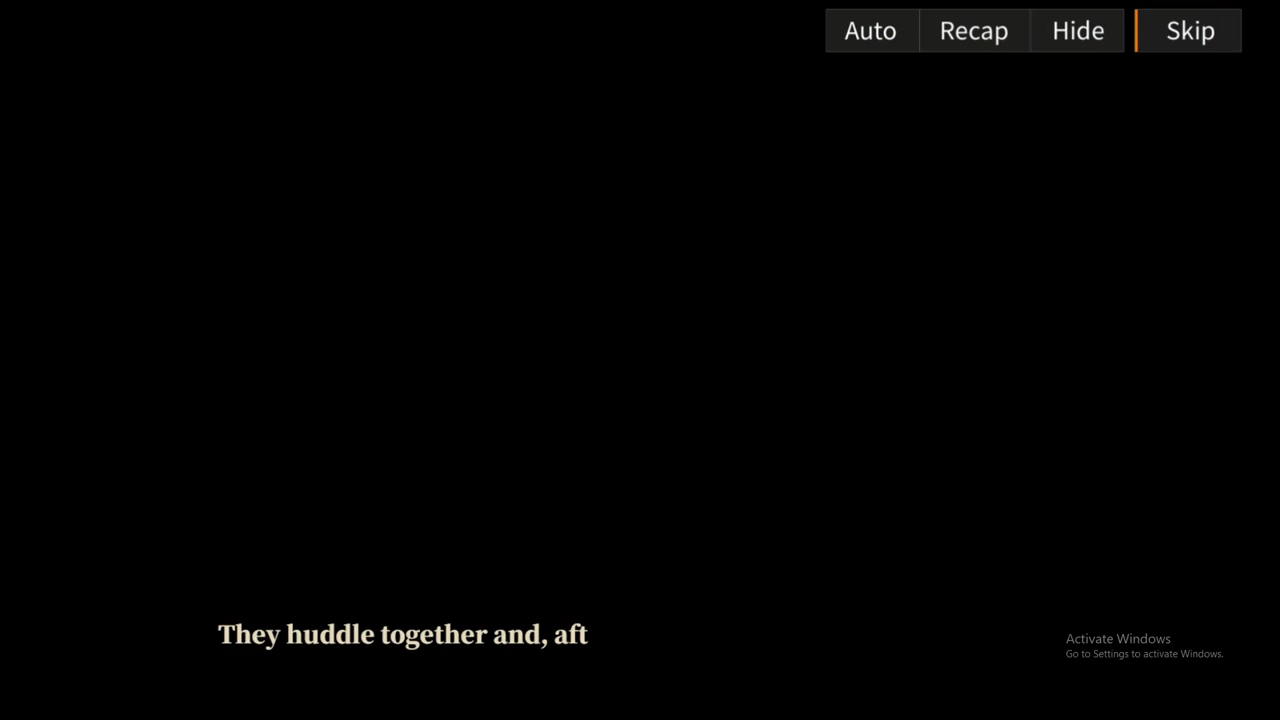 Auto Recap Hide Skip
They huddle together and, aft
Activate Windows
Go to Settings to activate Windows.